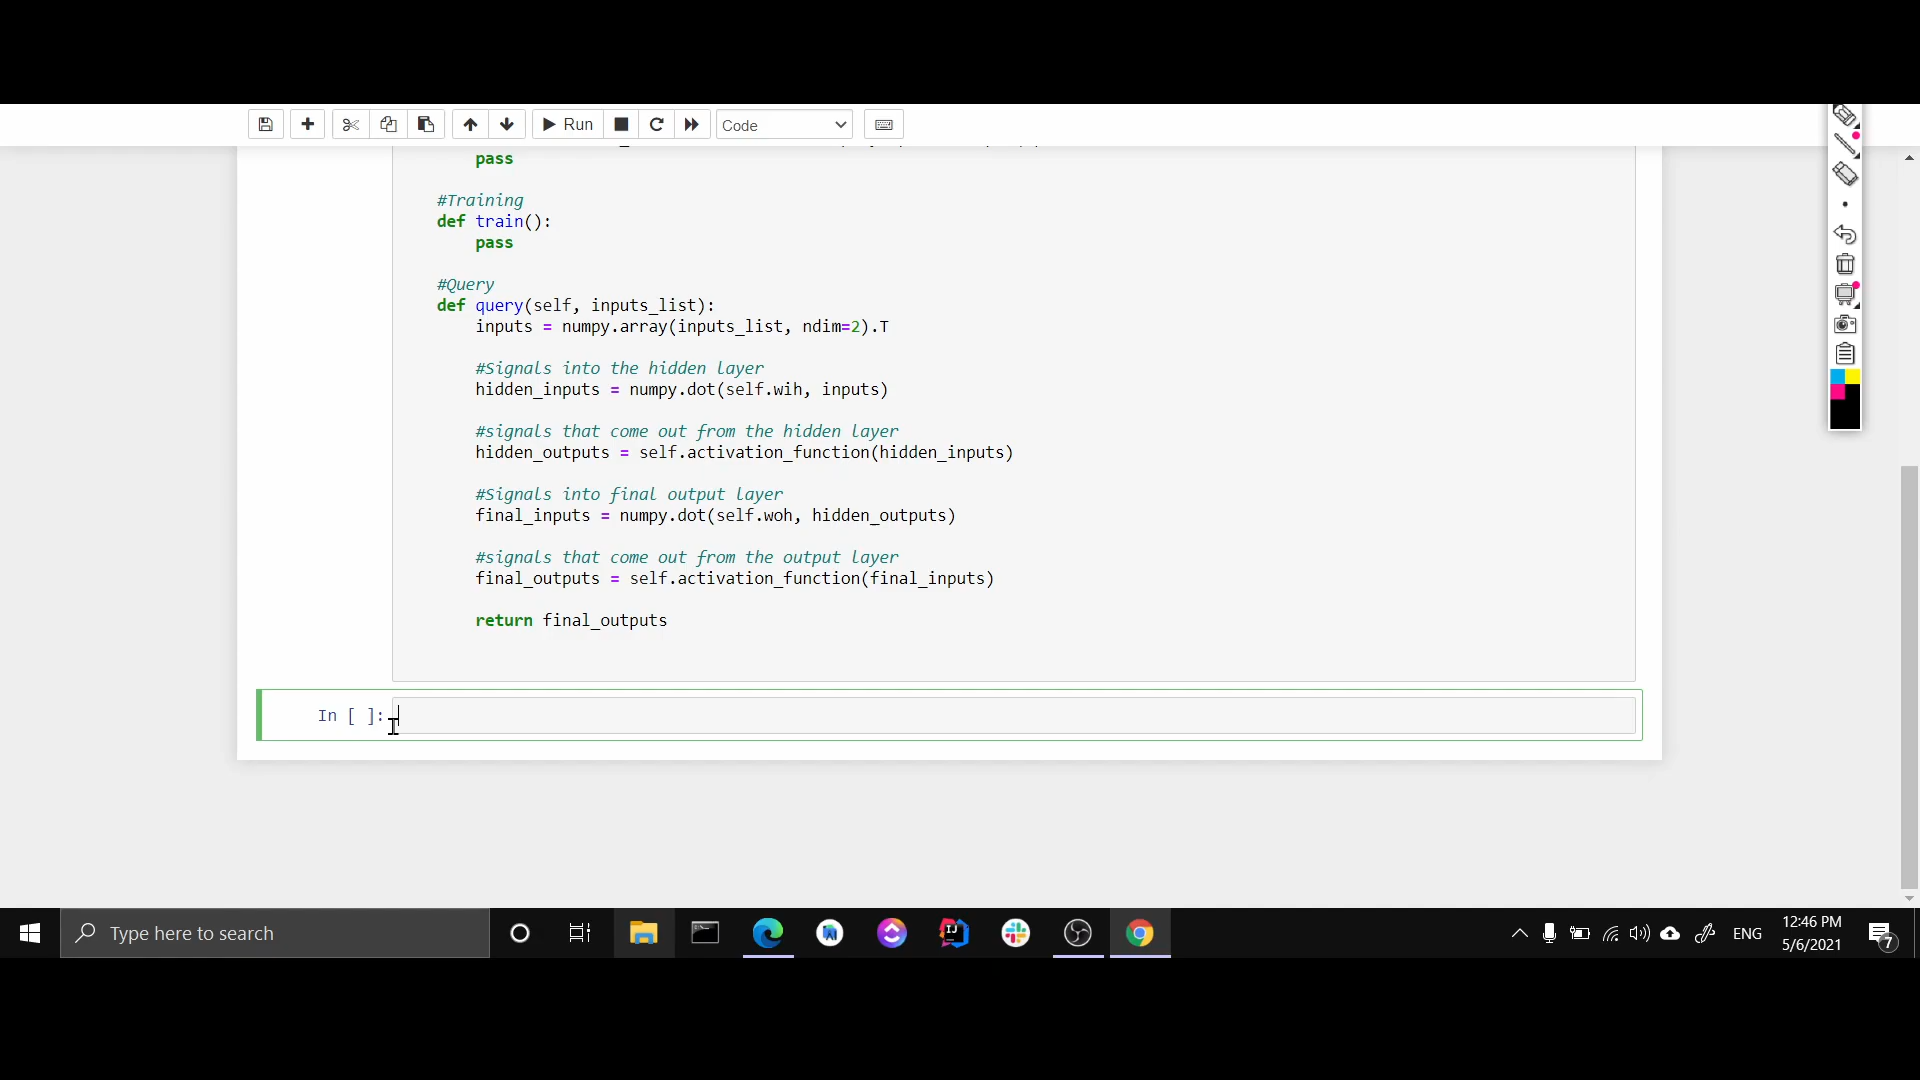 Run
Code
pass
#Training
def train():
pass
#Query
def query(self, inputs_list):
inputs = numpy.array(inputs_list, ndim=2).T
#Signals into the hidden layer
hidden_inputs = numpy.dot(self.wih, inputs)
#signals that come out from the hidden layer
hidden_outputs = self.activation_function(hidden_inputs)
#Signals into final output layer
final_inputs = numpy.dot(self.woh, hidden_outputs)
#signals that come out from the output layer
final_outputs = self.activation_function(final_inputs)
return final_outputs
In [ ]:
Type here to search
ENG
12:46 PM
5/6/2021
7